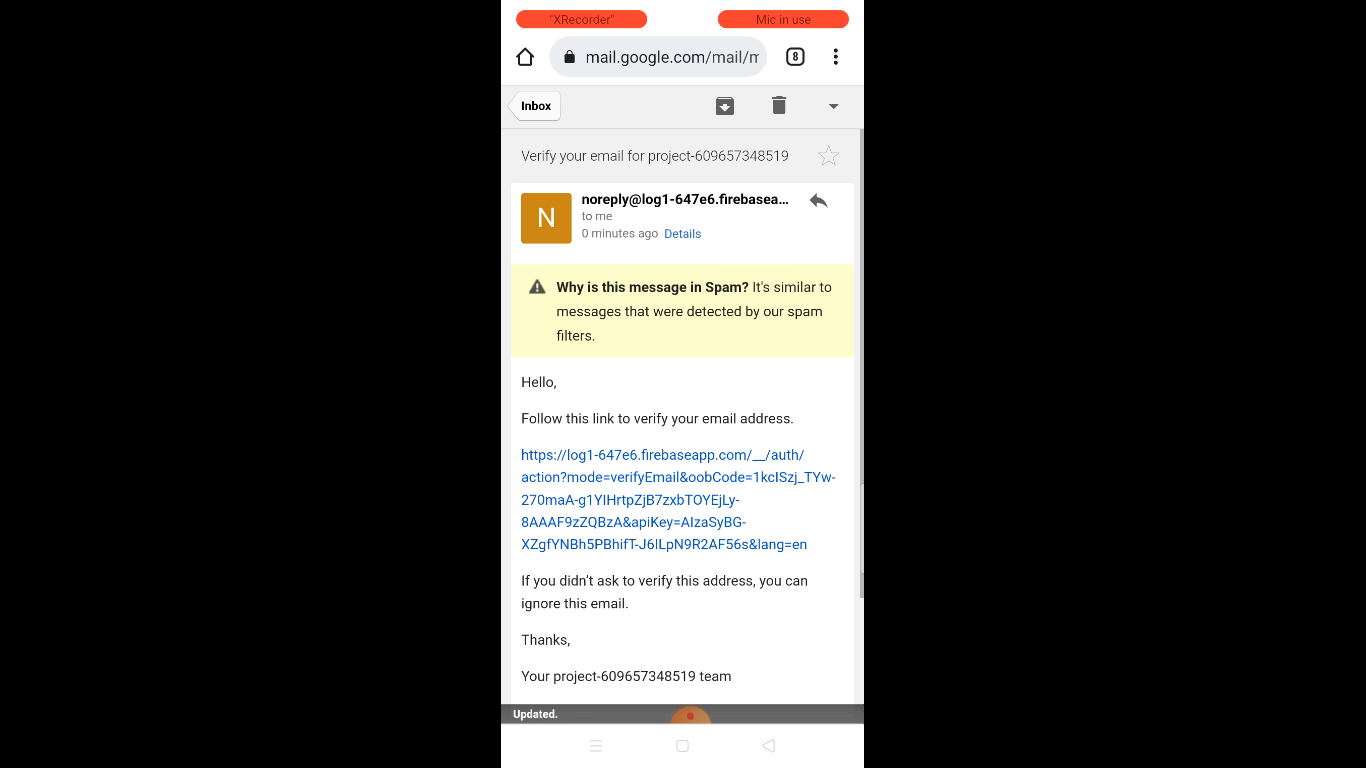 "XRecorder"
Mic in use
mail.google.com/mail/m
8
Inbox
Verify your email for project-609657348519
N
noreply@log1-647e6.firebasea...
to me
0 minutes ago Details
Why is this message in Spam? It's similar to
messages that were detected by our spam
filters.
Hello,
Follow this link to verify your email address.
https://log1-647e6.firebaseapp.com/__/auth/
action?mode=verifyEmail&oobCode=1kcISzj_TYw-
270maA-g1YIHrtpZjB7zxbTOYEjLy-
8AAAF9zZQBzA&apiKey=AIzaSyBG-
XZgfYNBh5PBhifT-J6ILpN9R2AF56s&lang=en
If you didn't ask to verify this address, you can
ignore this email.
Thanks,
Your project-609657348519 team
Updated.